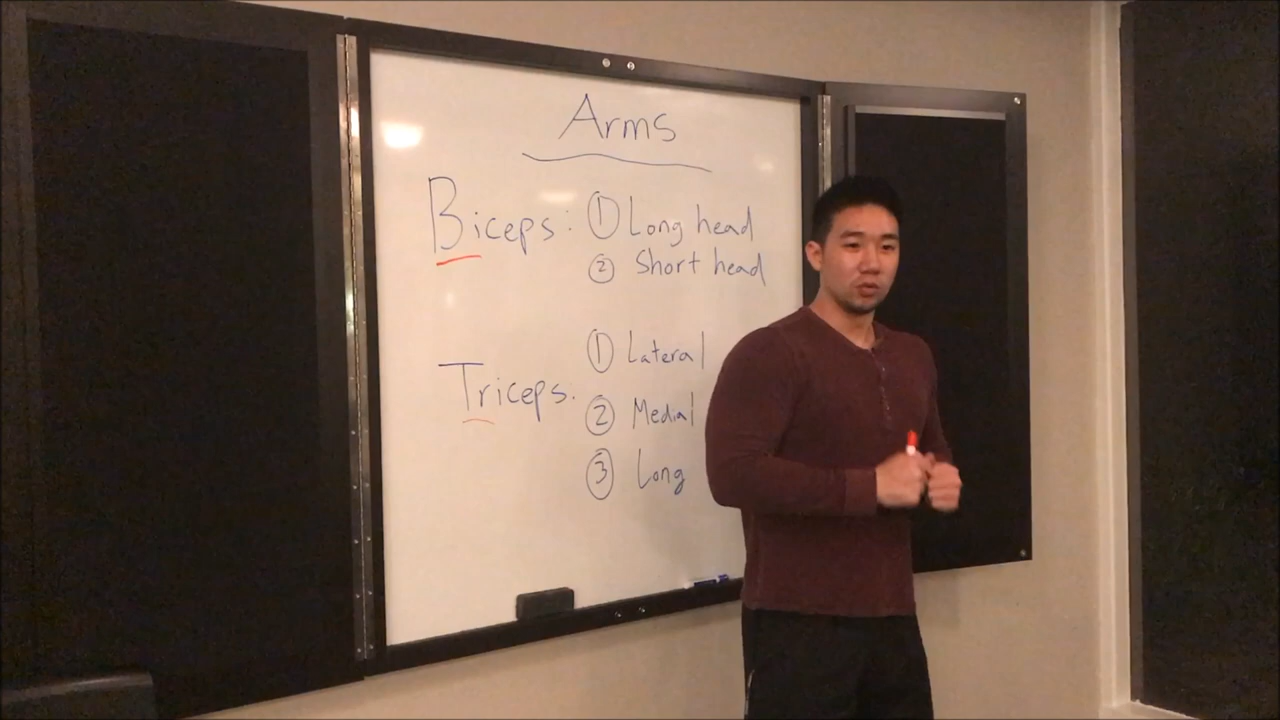 Arms
Biceps: ① Long head
② Short head
① Lateral
Triceps.
② Medial
③ Long